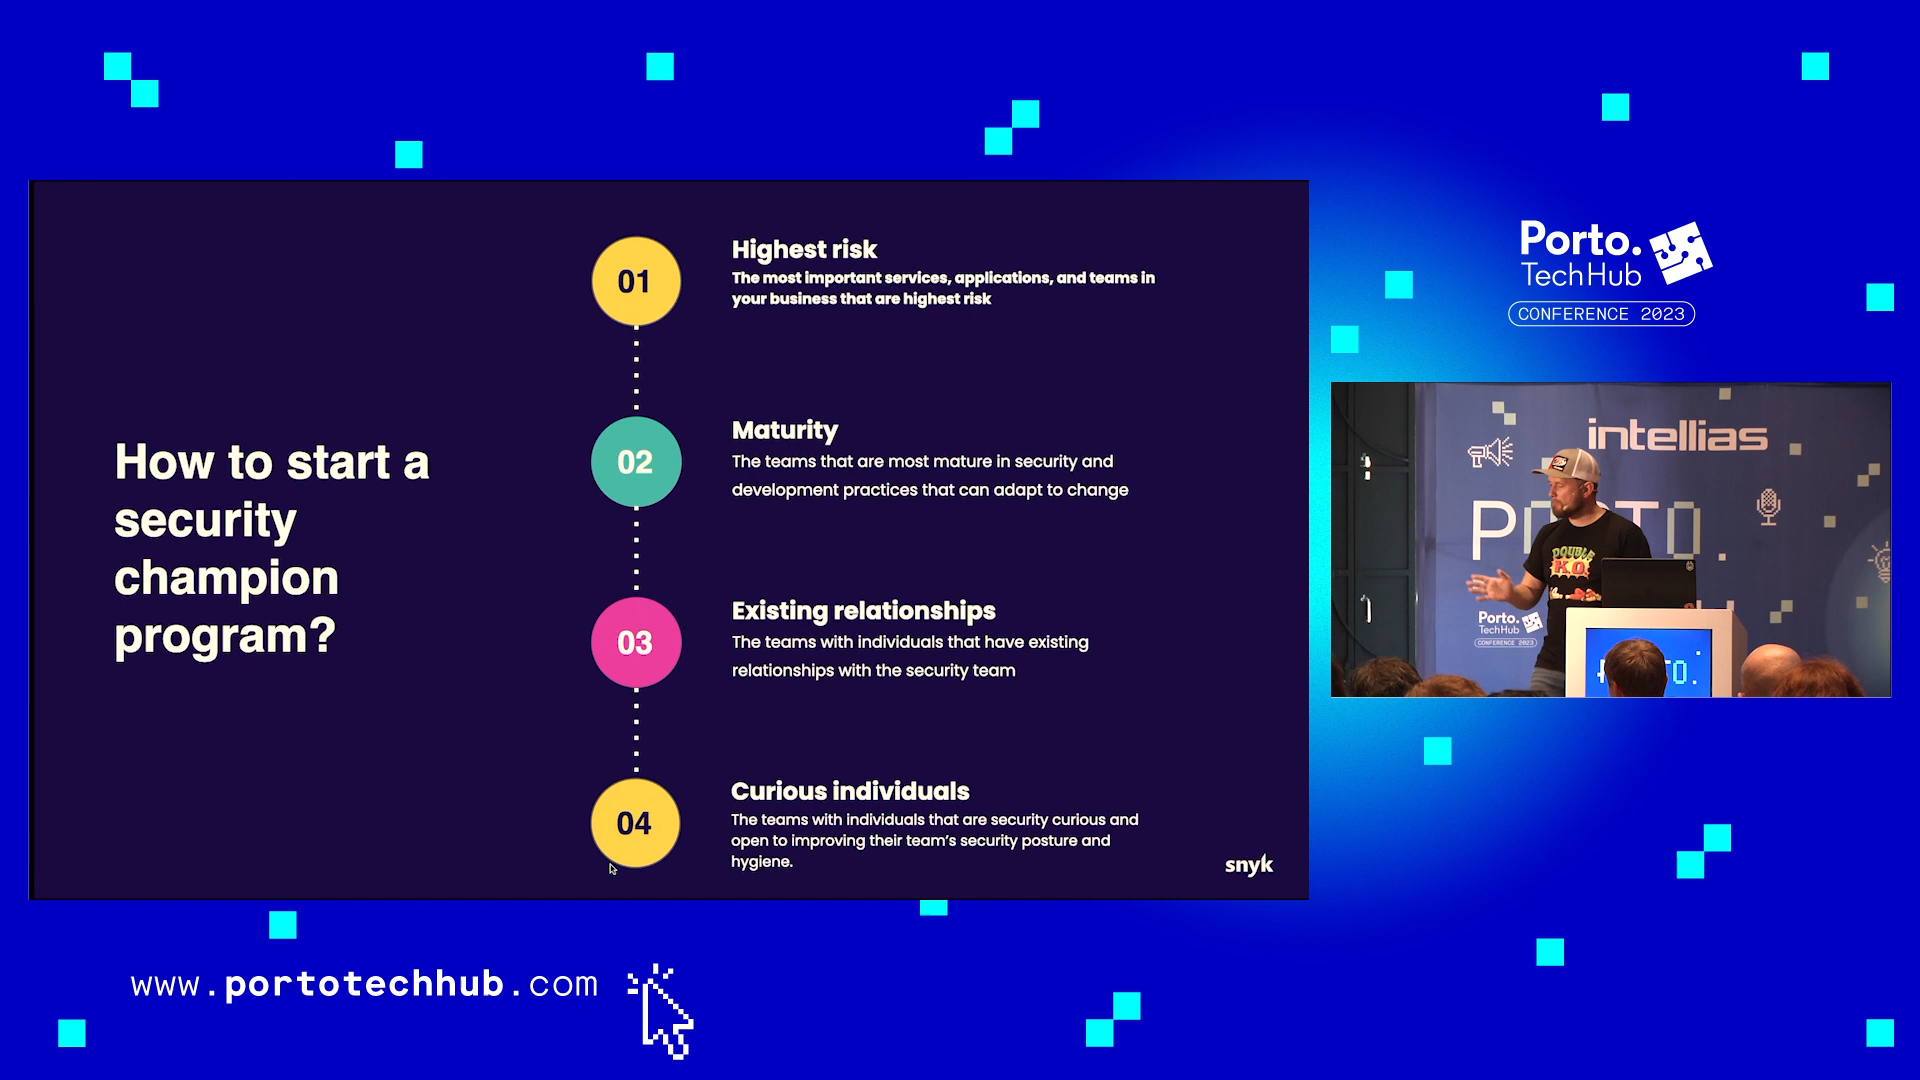 How to start a
security
champion
program?
01
Highest risk
The most important services, applications, and teams in
your business that are highest risk
02
Maturity
The teams that are most mature in security and
development practices that can adapt to change
03
Existing relationships
The teams with individuals that have existing
relationships with the security team
04
Curious individuals
The teams with individuals that are security curious and
open to improving their team's security posture and
hygiene.
snyk
Porto.
TechHub
CONFERENCE 2023
intellias
DOUBLE
K.O.
Porto.
TechHub
CONFERENCE 2023
www.portotechhub.com